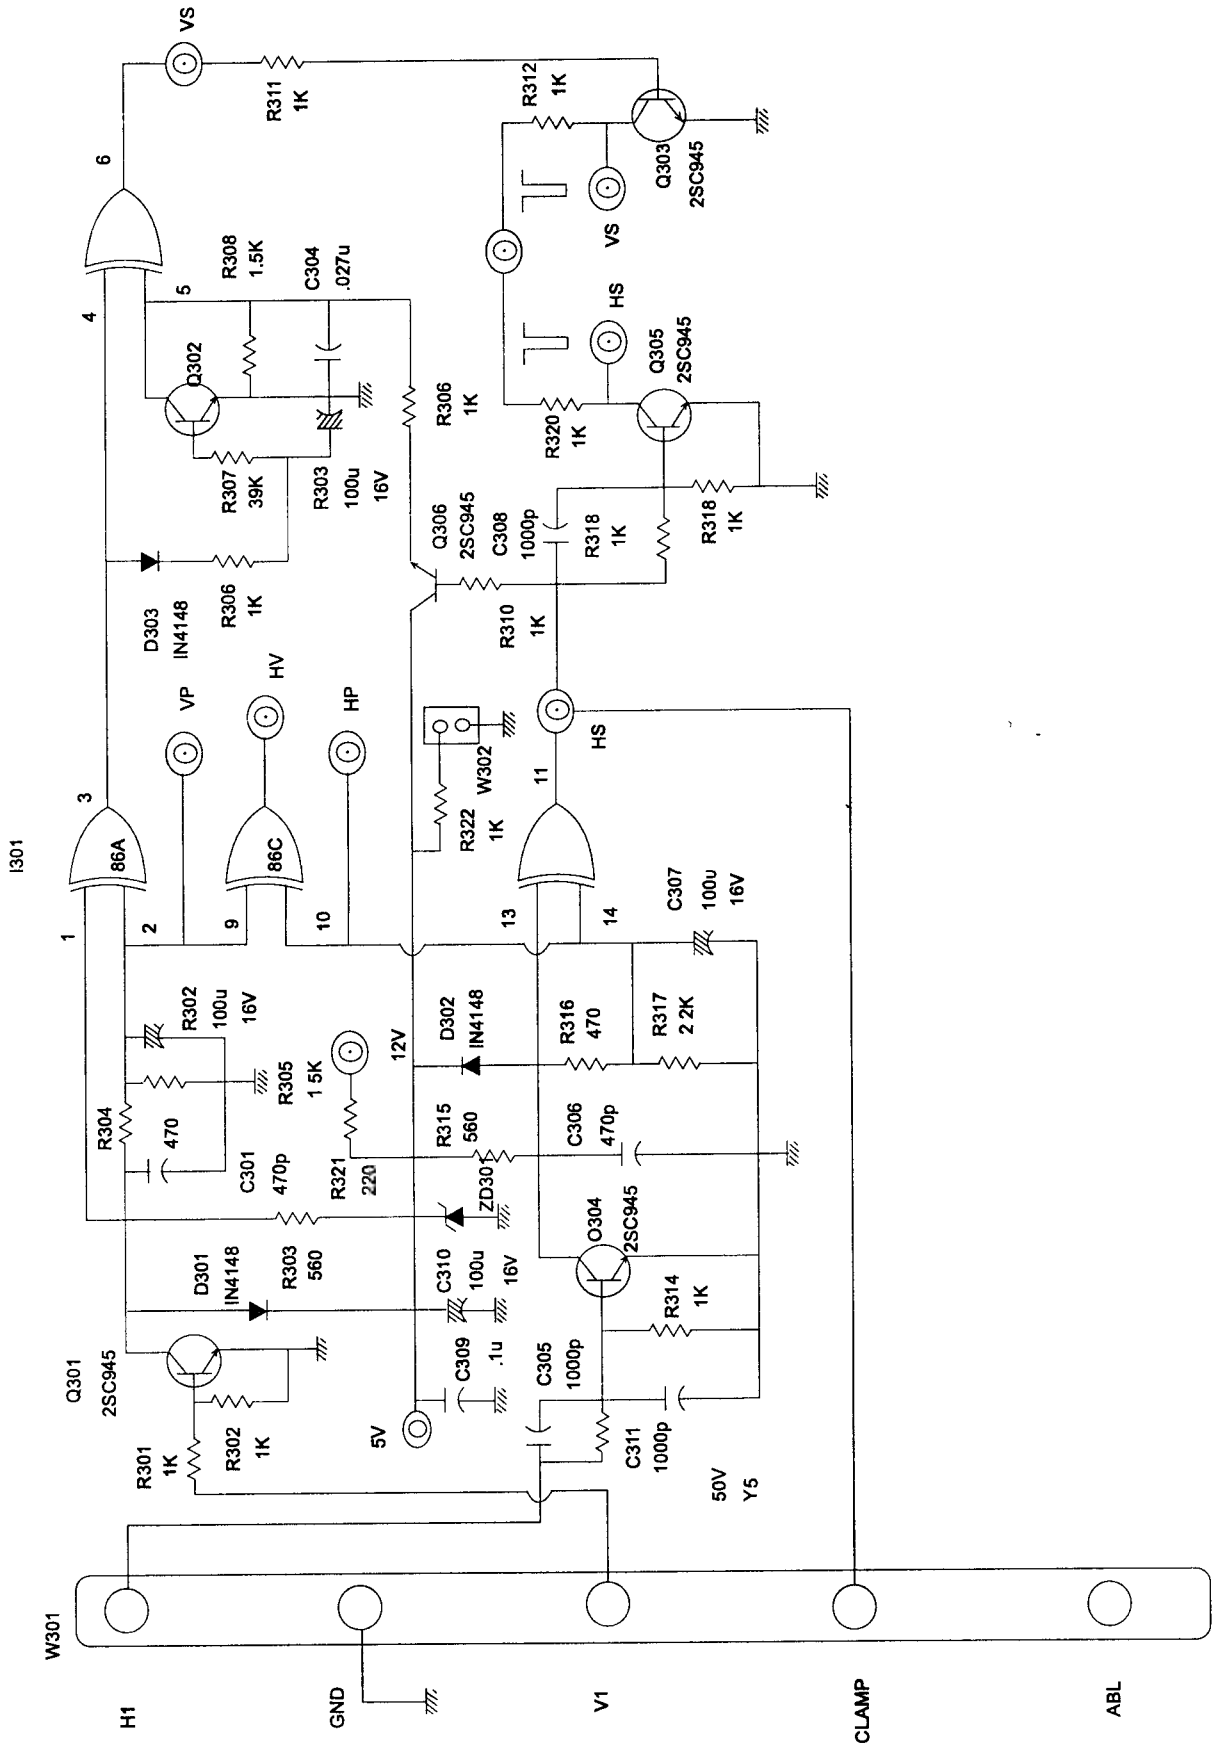 I301
W301
H1
GND
V1
CLAMP
ABL
Q301
2SC945
R301
1K
R302
1K
D301
IN4148
R303
560
C301
470p
R304
470
R305
1 5K
R302
100u
16V
R321
220
1
2
3
86A
9
10
86C
VP
HV
HP
D303
IN4148
R306
1K
R307
39K
R303
100u
16V
Q302
R308
1.5K
C304
.027u
4
5
6
VS
R311
1K
R312
1K
Q303
2SC945
VS
HS
Q305
2SC945
R320
1K
R306
1K
Q306
2SC945
C308
1000p
R318
1K
R318
1K
R310
1K
HS
11
W302
R322
1K
13
14
C307
100u
16V
12V
D302
IN4148
R316
470
R317
2 2K
R315
560
C306
470p
ZD301
O304
2SC945
R314
1K
C310
100u
16V
C309
.1u
5V
C305
1000p
C311
1000p
50V
Y5